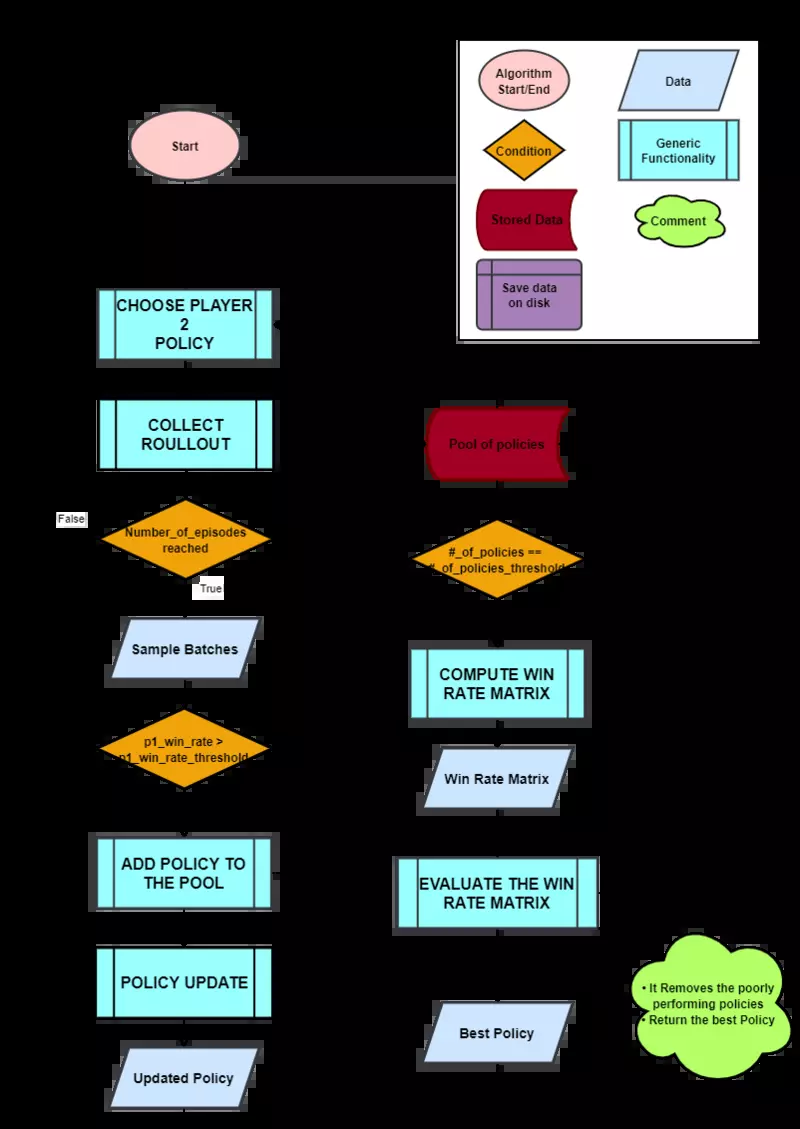 Algorithm
Start/End
Data
Condition
Generic
Functionality
Stored Data
Comment
Save data
on disk
Start
CHOOSE PLAYER
2
POLICY
COLLECT
ROULLOUT
False
Number_of_episodes
reached
True
Sample Batches
p1_win_rate >
p1_win_rate_threshold
ADD POLICY TO
THE POOL
POLICY UPDATE
Updated Policy
Pool of policies
#_of_policies ==
#_of_policies_threshold
COMPUTE WIN
RATE MATRIX
Win Rate Matrix
EVALUATE THE WIN
RATE MATRIX
Best Policy
• It Removes the poorly
performing policies
• Return the best Policy